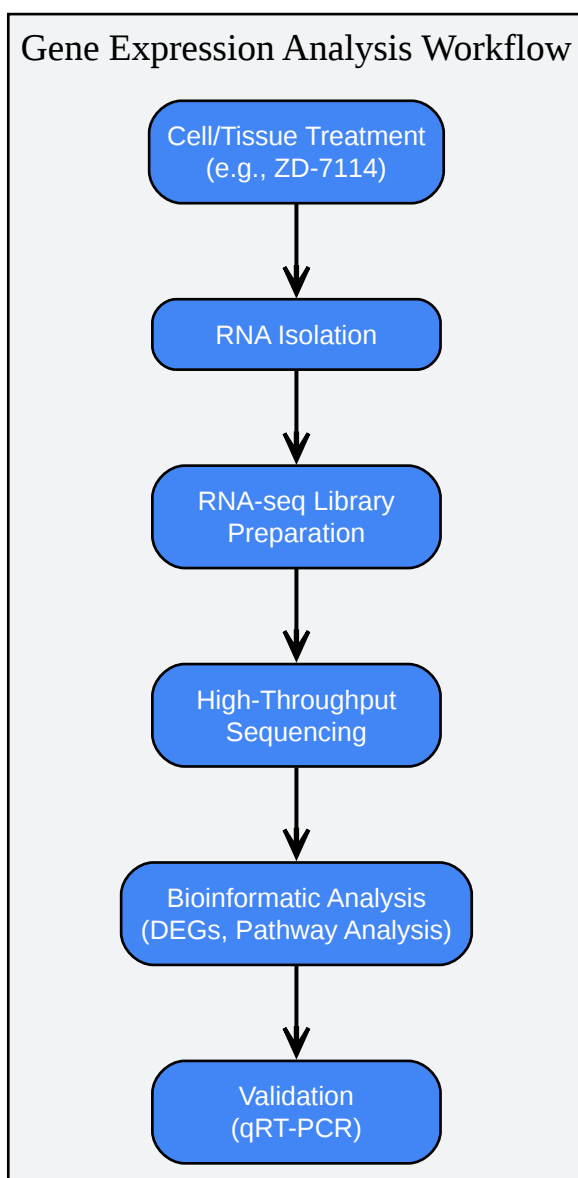 Gene Expression Analysis Workflow
Cell/Tissue Treatment
(e.g., ZD-7114)
RNA Isolation
RNA-seq Library
Preparation
High-Throughput
Sequencing
Bioinformatic Analysis
(DEGs, Pathway Analysis)
Validation
(qRT-PCR)